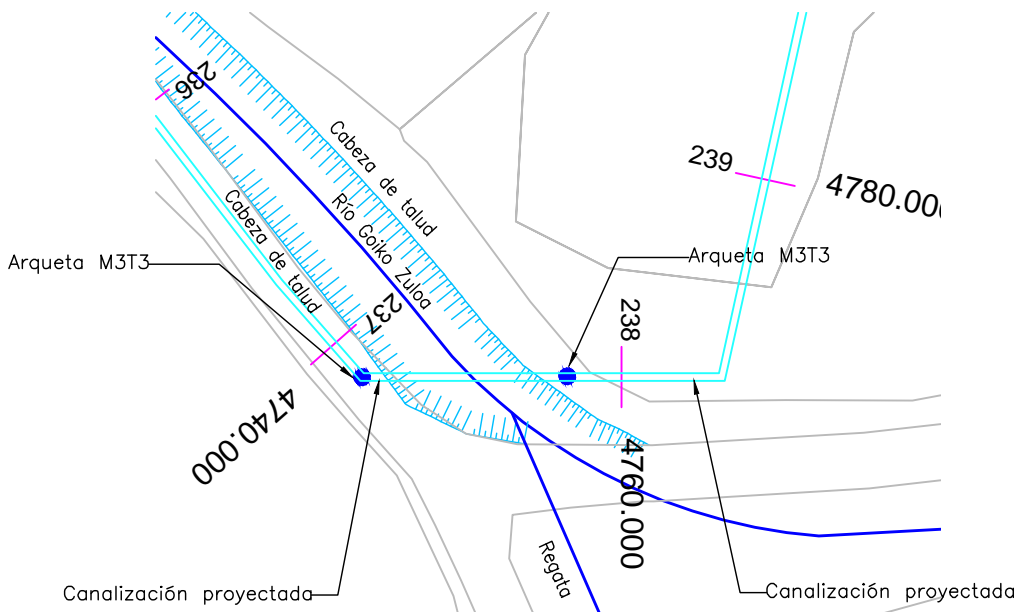 236
Cabeza de talud
239
4780.00
Río Goiko Zuloa
Cabeza de talud
Arqueta M3T3
Arqueta M3T3
237
238
4740.000
4760.000
Regata
Canalización proyectada
Canalización proyectada